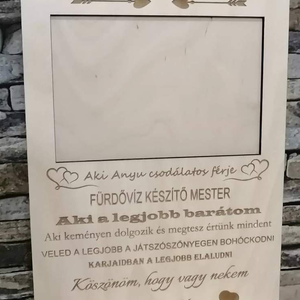 Aki Anyu csodálatos férje
FÜRDŐVÍZ KÉSZÍTŐ MESTER
Aki a legjobb barátom
Aki keményen dolgozik és megtesz értünk mindent
VELED A LEGJOBB A JÁTSZÓSZŐNYEGEN BOHÓCKODNI
KARJAIDBAN A LEGJOBB ELALUDNI
Köszönöm, hogy vagy nekem